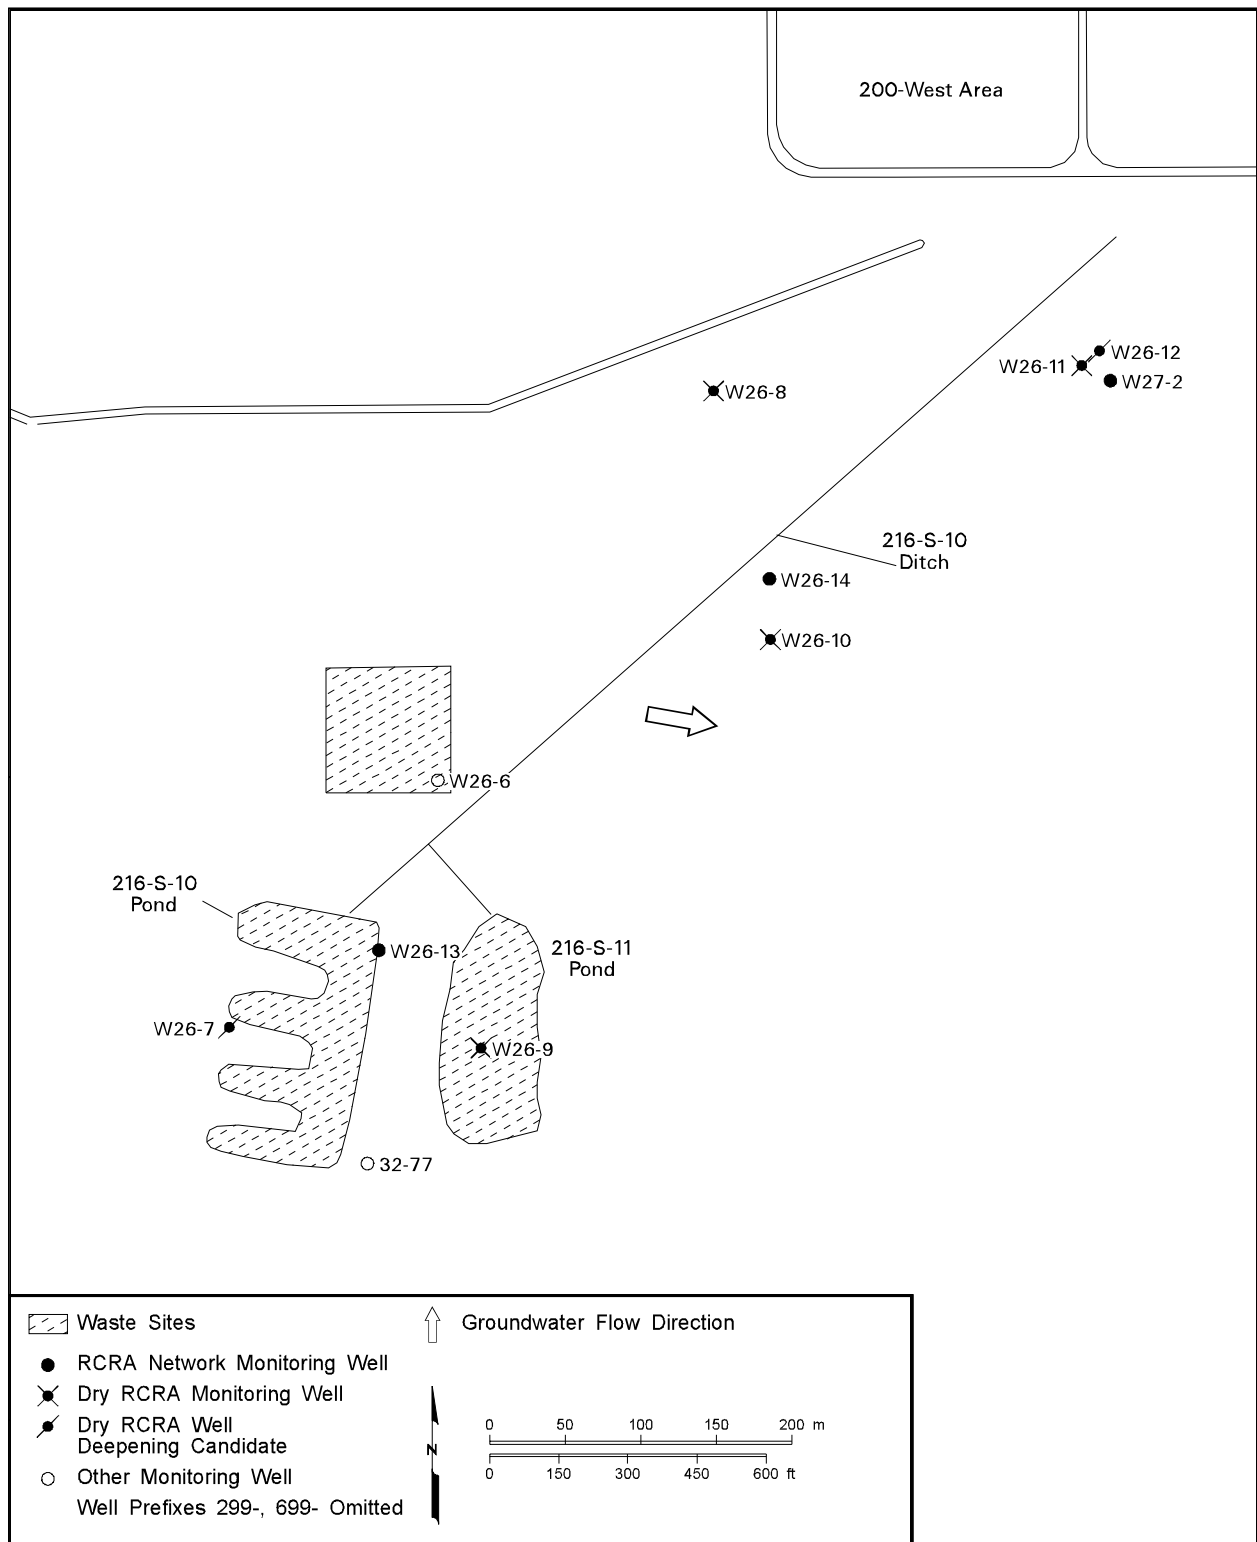 200-West Area
W26-12
W26-11
W27-2
W26-8
216-S-10
Ditch
W26-14
W26-10
W26-6
216-S-10
Pond
W26-13
216-S-11
Pond
W26-7
W26-9
32-77
Waste Sites
Groundwater Flow Direction
RCRA Network Monitoring Well
Dry RCRA Monitoring Well
Dry RCRA Well
Deepening Candidate
Other Monitoring Well
Well Prefixes 299-, 699- Omitted
N
0 50 100 150 200 m
0 150 300 450 600 ft